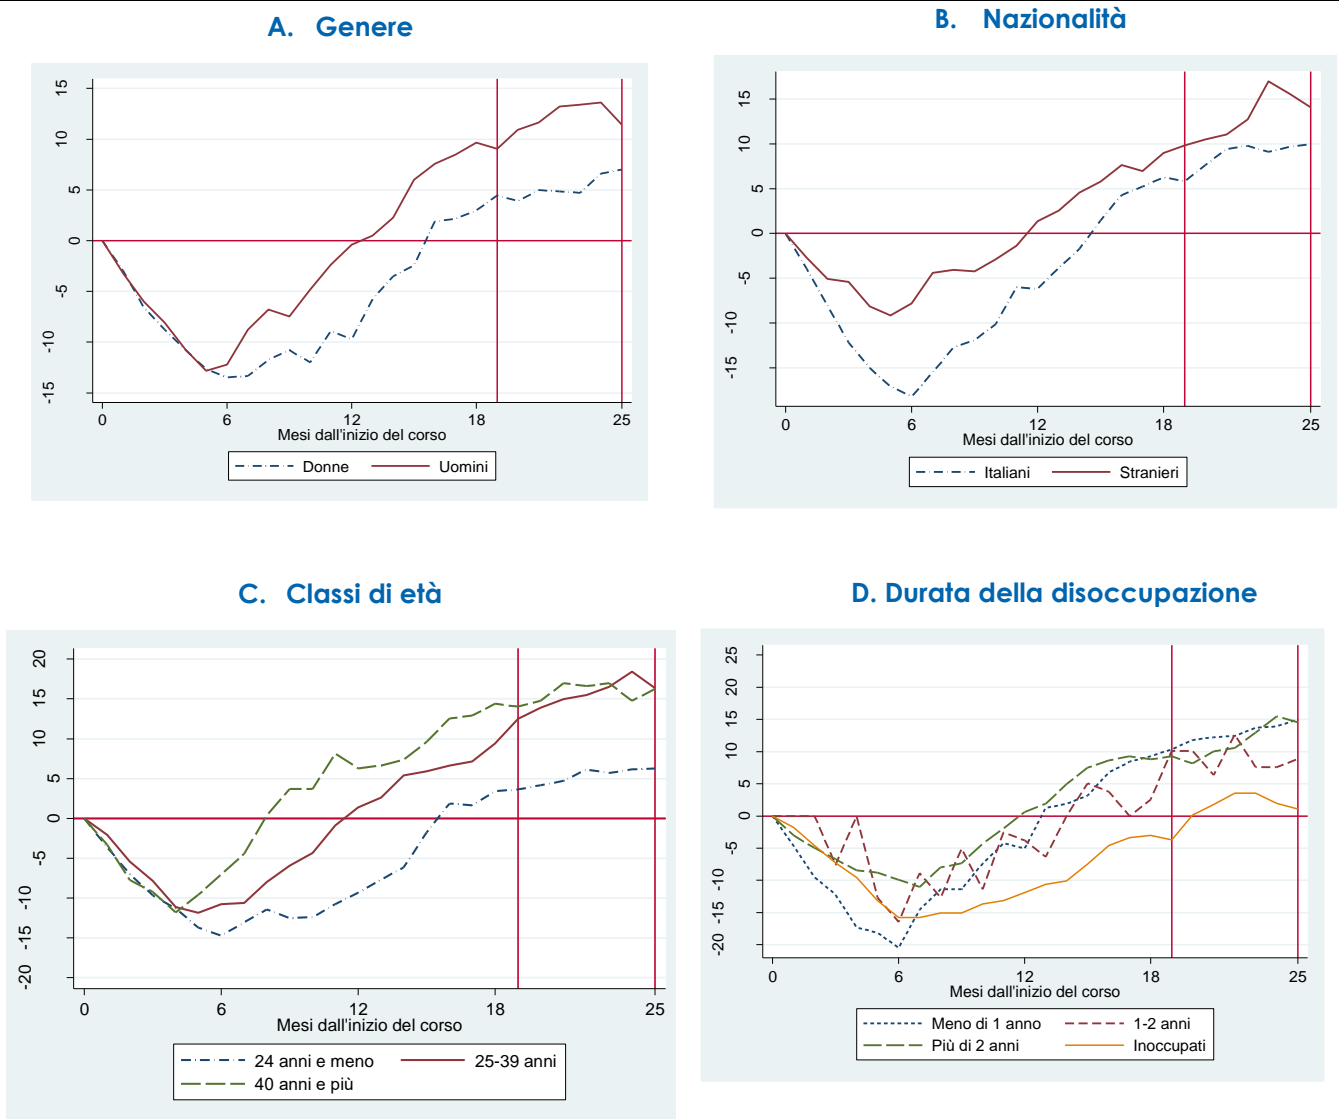 A. Genere
15
10
5
0
-5
-10
-15
0 6 12 18 25
Mesi dall'inizio del corso
Donne Uomini
B. Nazionalità
15
10
5
0
-5
-10
-15
0 6 12 18 25
Mesi dall'inizio del corso
Italiani Stranieri
C. Classi di età
20
15
10
5
0
-5
-10
-15
-20
0 6 12 18 25
Mesi dall'inizio del corso
24 anni e meno 25-39 anni
40 anni e più
D. Durata della disoccupazione
25
20
15
10
5
0
-5
-10
-15
-20
0 6 12 18 25
Mesi dall'inizio del corso
Meno di 1 anno 1-2 anni
Più di 2 anni Inoccupati